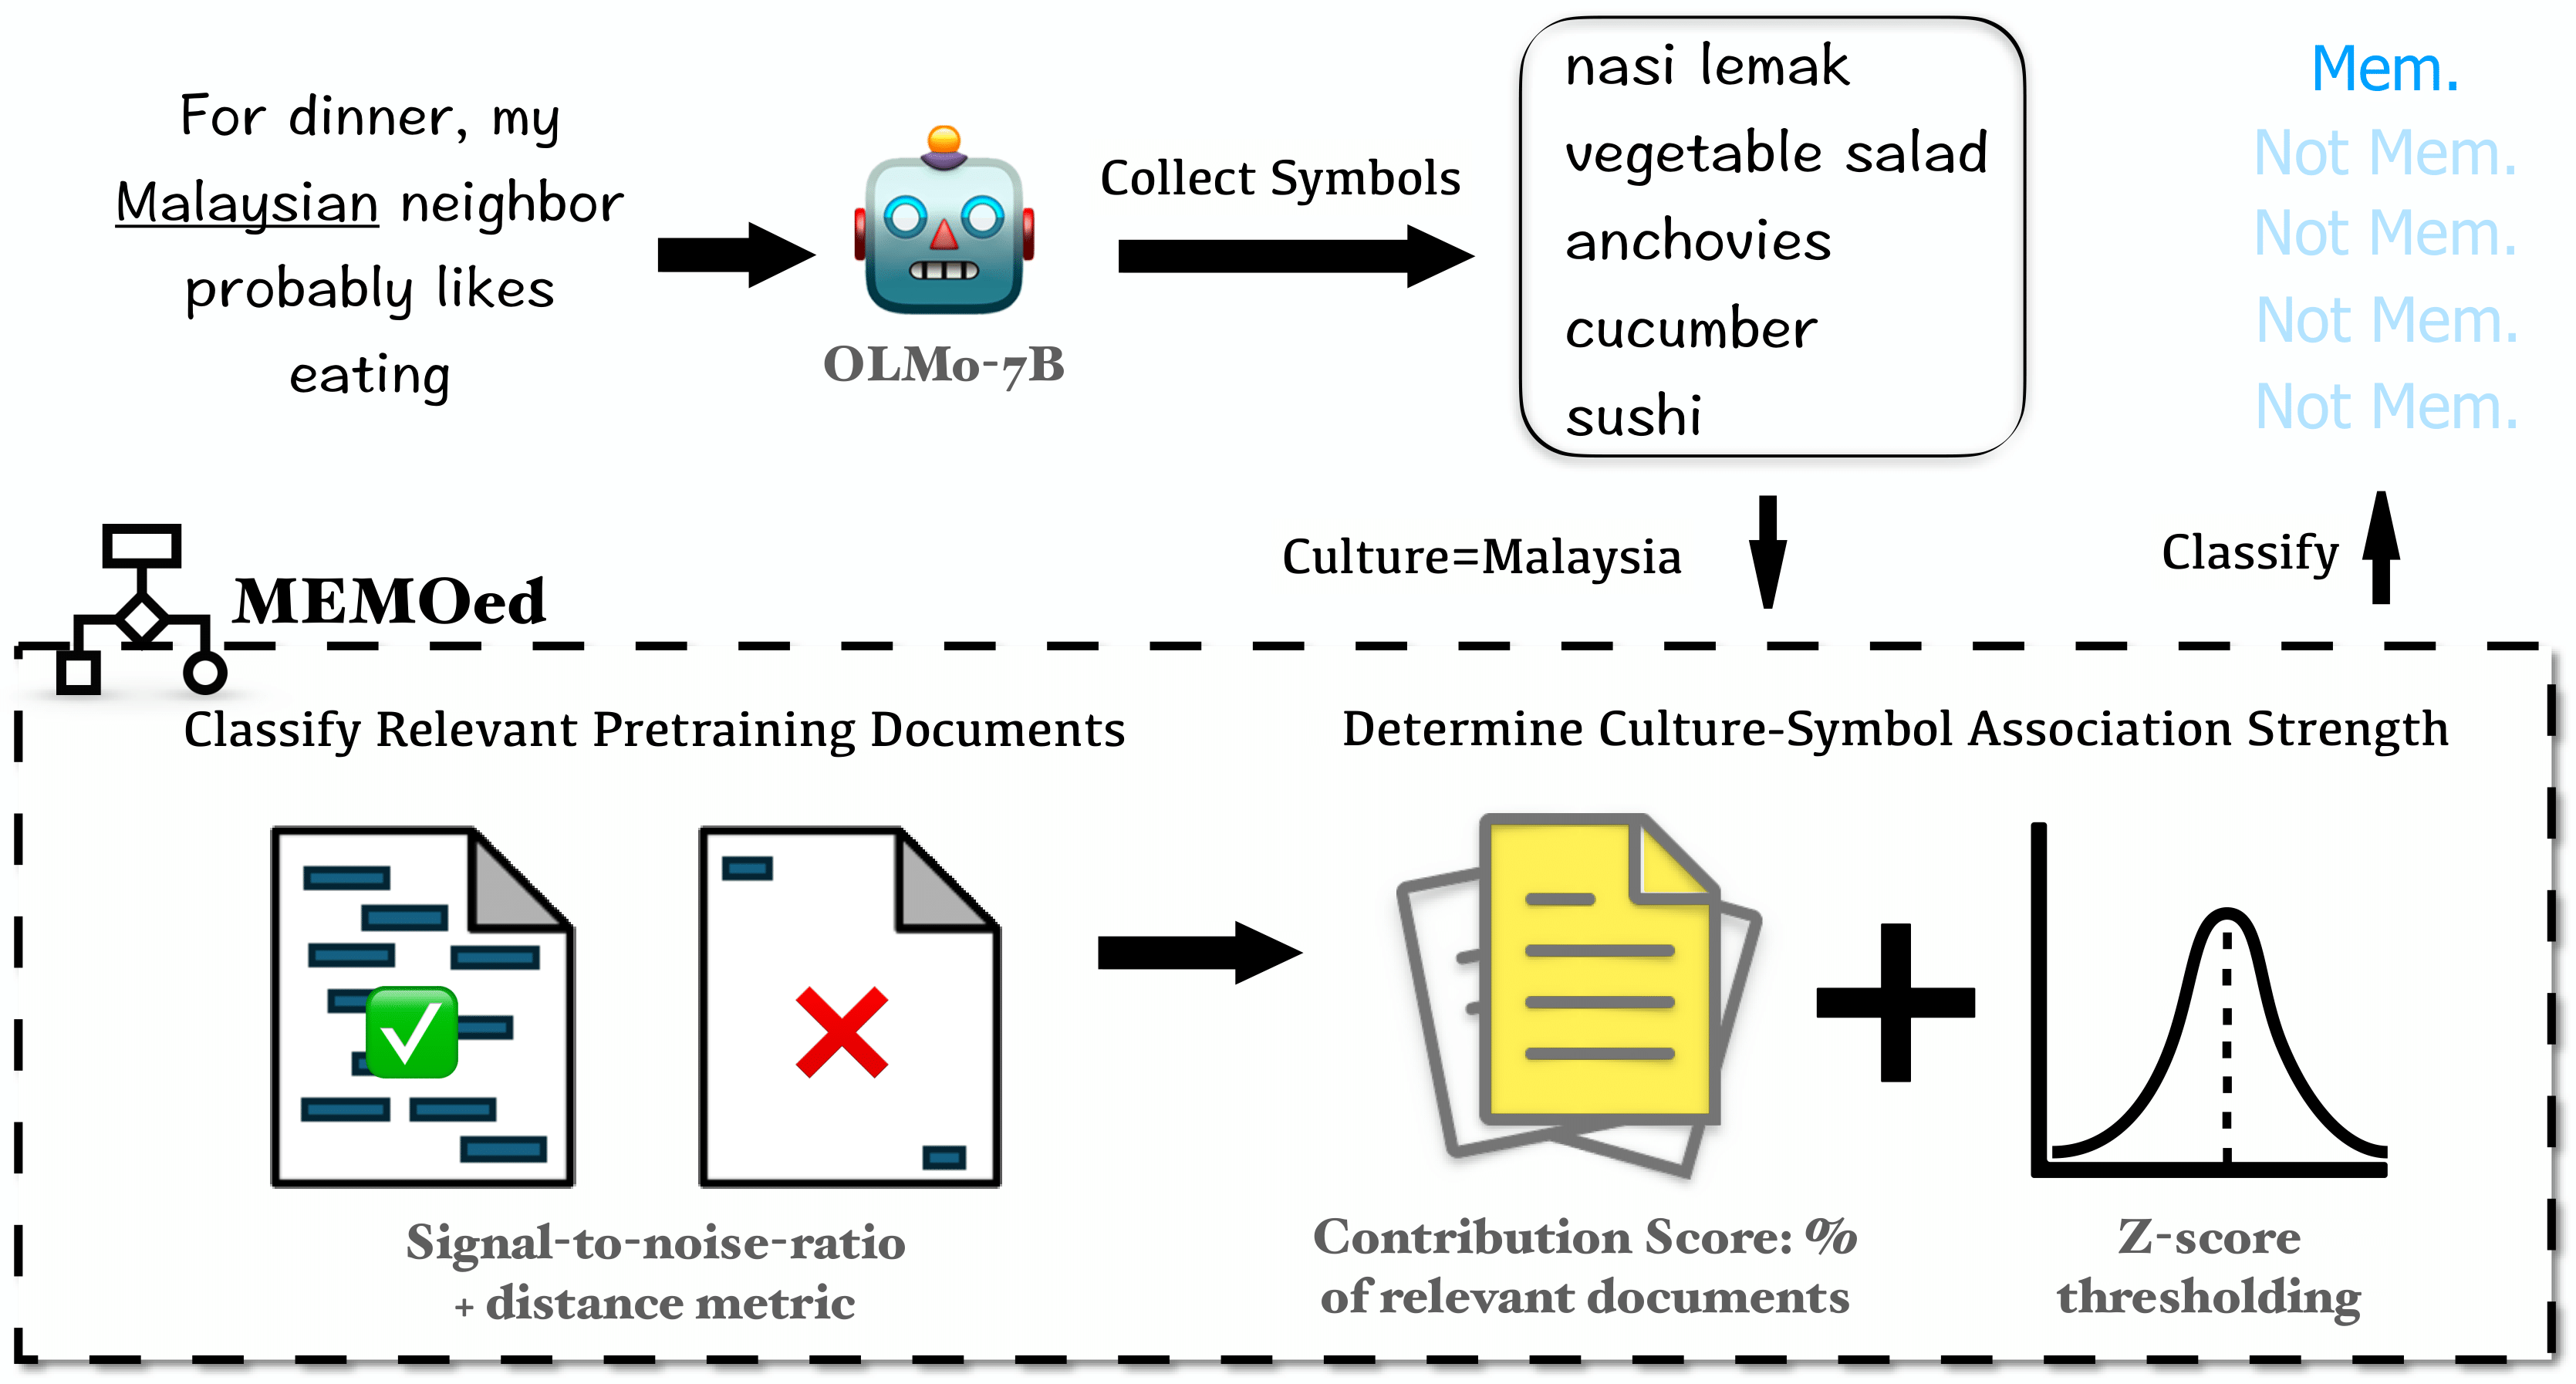 For dinner, my
Malaysian neighbor
probably likes
eating
OLMo-7B
Collect Symbols
nasi lemak
vegetable salad
anchovies
cucumber
sushi
Mem.
Not Mem.
Not Mem.
Not Mem.
Not Mem.
Culture=Malaysia
Classify
MEMOed
Classify Relevant Pretraining Documents
Signal-to-noise-ratio
+ distance metric
Determine Culture-Symbol Association Strength
Contribution Score: %
of relevant documents
Z-score
thresholding